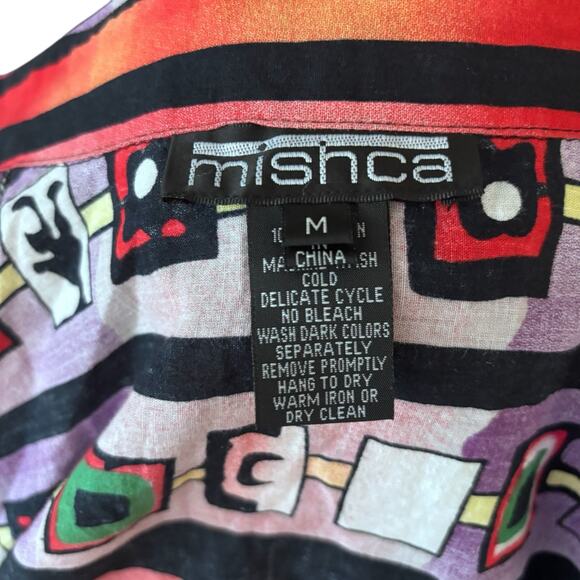 mishca
M
CHINA
COLD
DELICATE CYCLE
NO BLEACH
WASH DARK COLORS
SEPARATELY
REMOVE PROMPTLY
HANG TO DRY
WARM IRON OR
DRY CLEAN